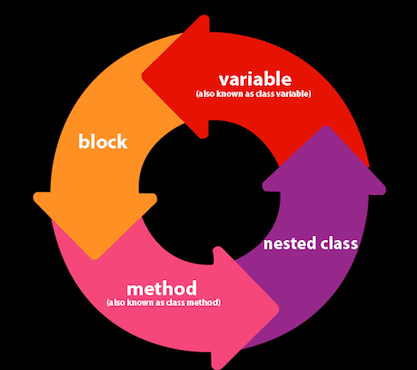 variable
(also known as class variable)
block
nested class
method
(also known as class method)